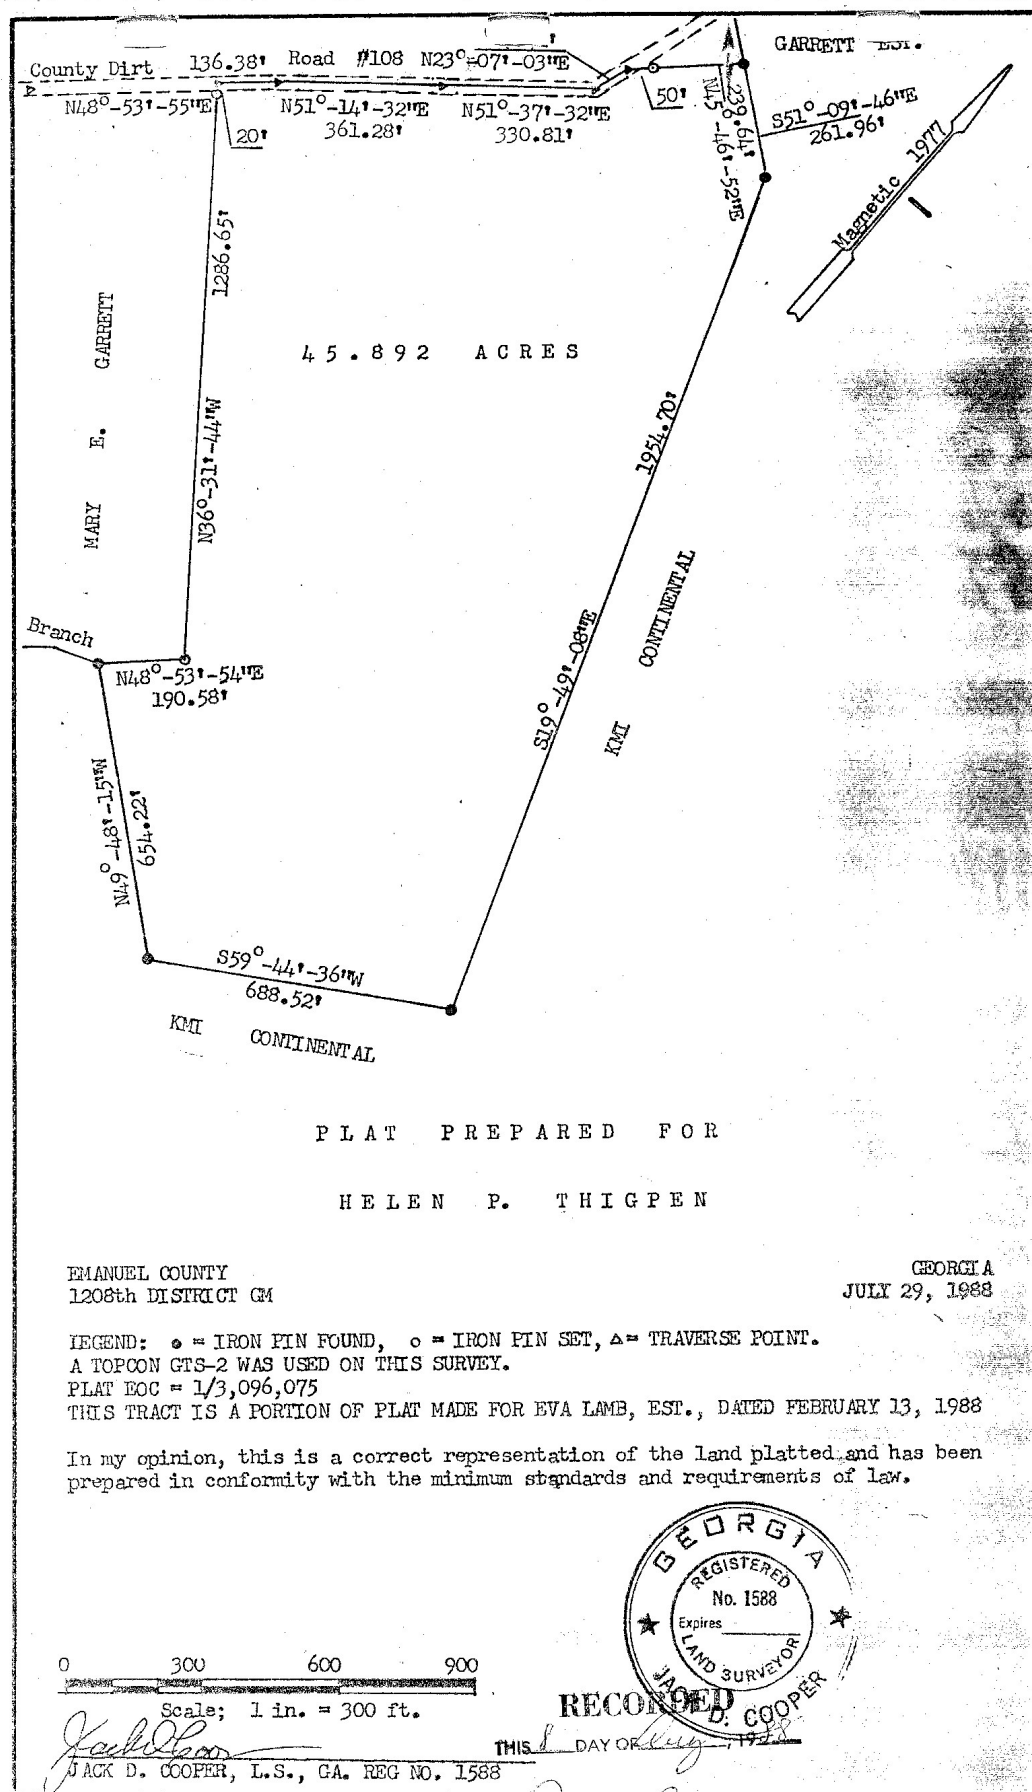 GARRETT EST.
County Dirt 136.38' Road #108 N23°-07'-03"E
N48°-53'-55"E N51°-14'-32"E N51°-37'-32"E
361.28' 330.81'
20'
50'
239.64'
N45°-46'-52"E
S51°-09'-46"E
261.96'
Magnetic 1977
1286.65'
N36°-31'-44"W
MARY E. GARRETT
45.892 ACRES
1954.70'
S19°-49'-08"E
KMI CONTINENTAL
Branch
N48°-53'-54"E
190.58'
N49°-48'-15"W
654.22'
S59°-44'-36"W
688.52'
KMI CONTINENTAL
PLAT PREPARED FOR
HELEN P. THIGPEN
EMANUEL COUNTY GEORGIA
1208th DISTRICT GM JULY 29, 1988
LEGEND: ● = IRON PIN FOUND, o = IRON PIN SET, △= TRAVERSE POINT.
A TOPCON GTS-2 WAS USED ON THIS SURVEY.
PLAT EOC = 1/3,096,075
THIS TRACT IS A PORTION OF PLAT MADE FOR EVA LAMB, EST., DATED FEBRUARY 13, 1988
In my opinion, this is a correct representation of the land platted and has been
prepared in conformity with the minimum standards and requirements of law.
GEORGIA
REGISTERED
No. 1588
Expires
LAND SURVEYOR
JACK D. COOPER
0 300 600 900
Scale; 1 in. = 300 ft.
RECORDED
THIS 8 DAY OF Aug, 1988
Jack D Cooper
JACK D. COOPER, L.S., GA. REG NO. 1588